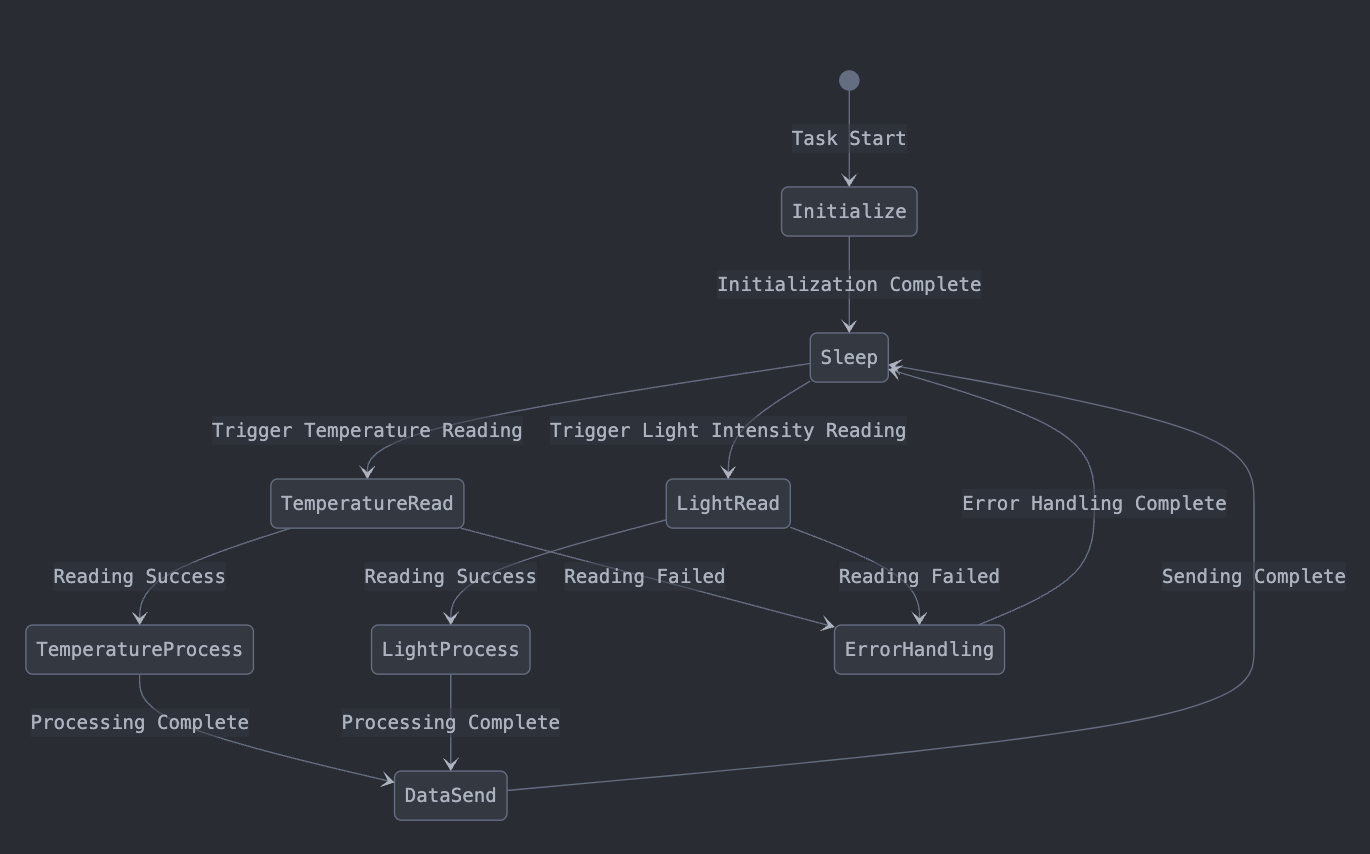 Task Start
Initialize
Initialization Complete
Sleep
Trigger Temperature Reading
Trigger Light Intensity Reading
TemperatureRead
LightRead
Error Handling Complete
Reading Success
Reading Success
Reading Failed
Reading Failed
Sending Complete
TemperatureProcess
LightProcess
ErrorHandling
Processing Complete
Processing Complete
DataSend